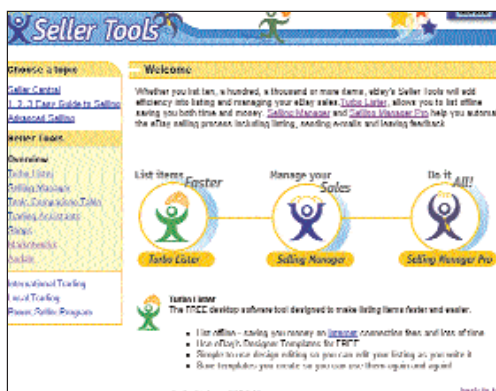 Seller Tools
Choose a topic
Seller Central
1, 2, 3 Easy Guide to Selling
Advanced Selling
Seller Tools
Overview
Turbo Lister
Selling Manager
Tools Comparison Table
Trading Assistants
Shops
International Trading
Local Trading
Power Seller Program
Welcome
Whether you list ten, a hundred, a thousand or more items, eBay's Seller Tools will add
efficiency into listing and managing your eBay sales. Turbo Lister, allows you to list offline
saving you both time and money. Selling Manager and Selling Manager Pro help you automate
the eBay selling process including listing, sending e-mails and leaving feedback
List items Faster
Manage your Sales
Do it All!
Turbo Lister
Selling Manager
Selling Manager Pro
Turbo Lister
The FREE desktop software tool designed to make listing items faster and easier.
List offline - saving you money on internet connection fees and lots of time
Use eBay's Designer Templates for FREE
Simple to use design editing so you can edit your listing as you write it
Save templates you create so you can use them again and again!